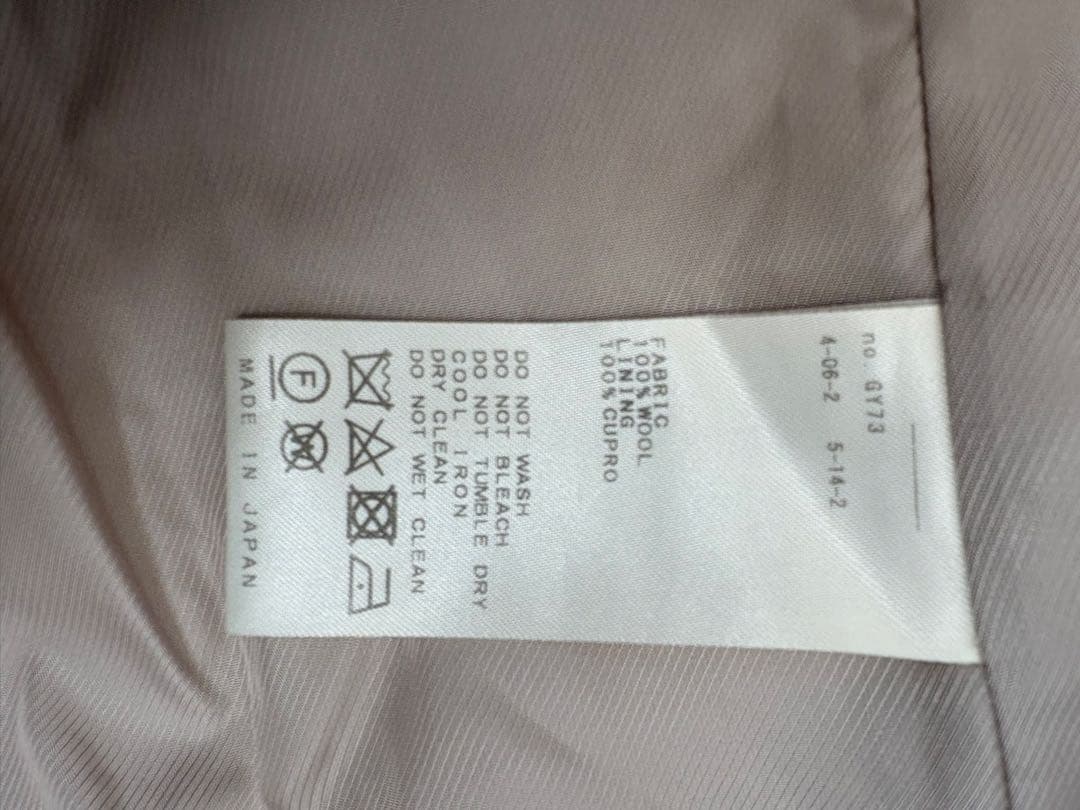 no. GY73
4-06-2 5-14-2
FABRIC
100%WOOL
LINING
100%CUPRO
DO NOT WASH
DO NOT BLEACH
DO NOT TUMBLE DRY
COOL IRON
DRY CLEAN
DO NOT WET CLEAN
F W
MADE IN JAPAN